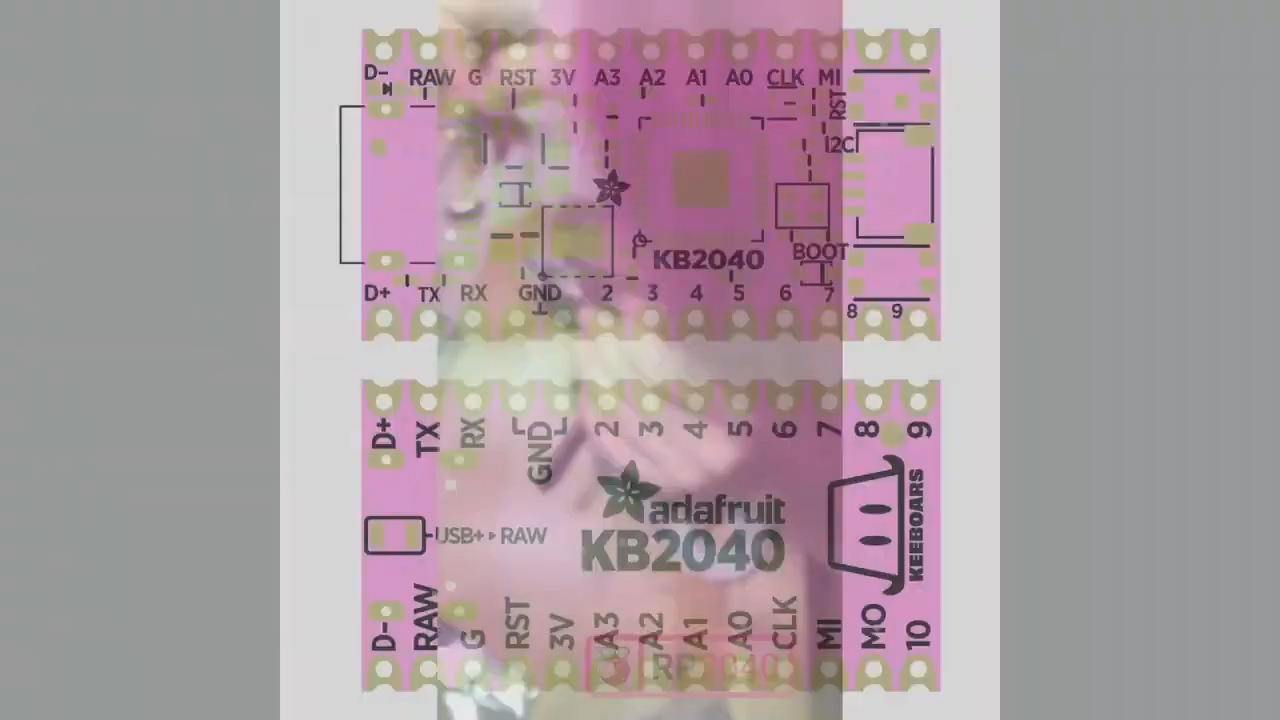 D- RAW G RST 3V A3 A2 A1 A0 CLK MI
RST
I2C
KB2040
BOOT
D+ TX RX GND 2 3 4 5 6 7 8 9
D+ TX RX GND 2 3 4 5 6 7 8 9
adafruit
KB2040
USB+ RAW
KEEBOARS
D- RAW G RST 3V A3 A2 A1 A0 CLK MI MO 10
RP2040